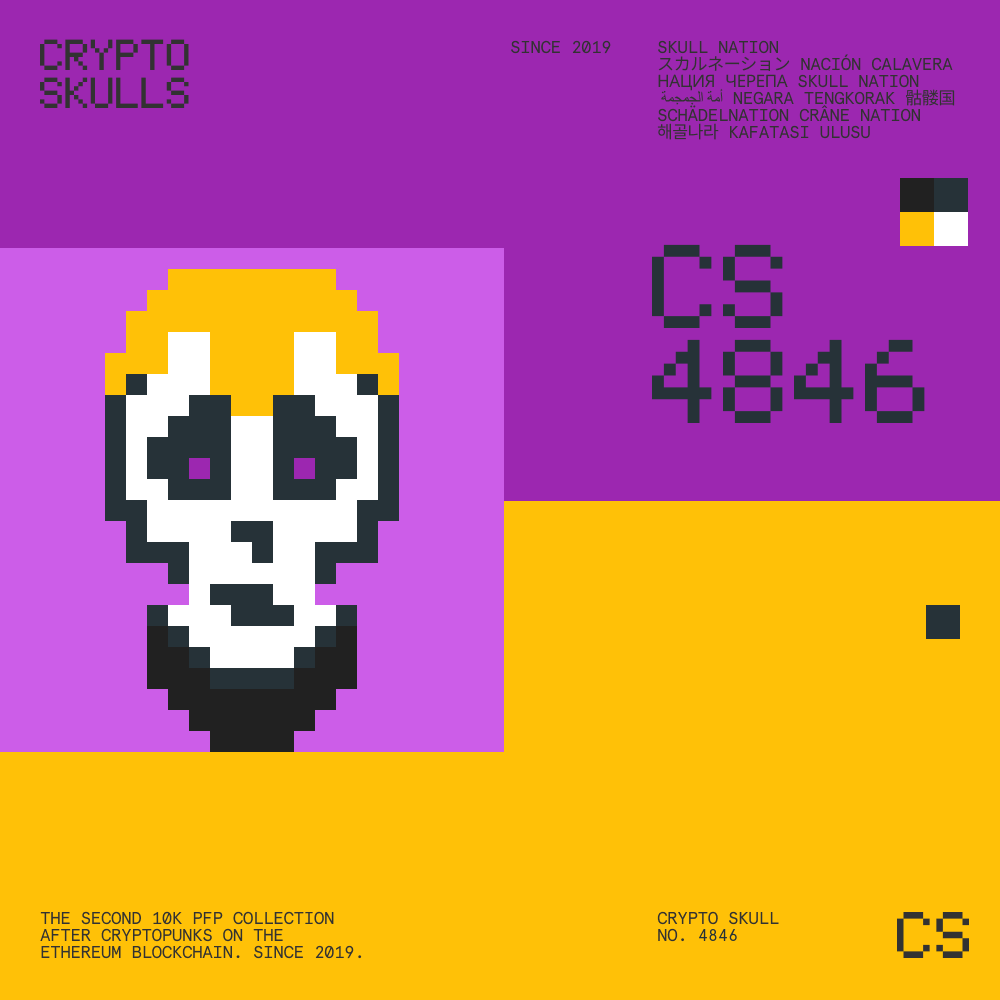 CRYPTO
SKULLS
SINCE 2019
SKULL NATION
スカルネーション NACIÓN CALAVERA
НАЦИЯ ЧЕРЕПА SKULL NATION
أمة الجمجمة NEGARA TENGKORAK 骷髅国
SCHÄDELNATION CRÂNE NATION
해골나라 KAFATASI ULUSU
CS
4846
THE SECOND 10K PFP COLLECTION
AFTER CRYPTOPUNKS ON THE
ETHEREUM BLOCKCHAIN. SINCE 2019.
CRYPTO SKULL
NO. 4846
CS